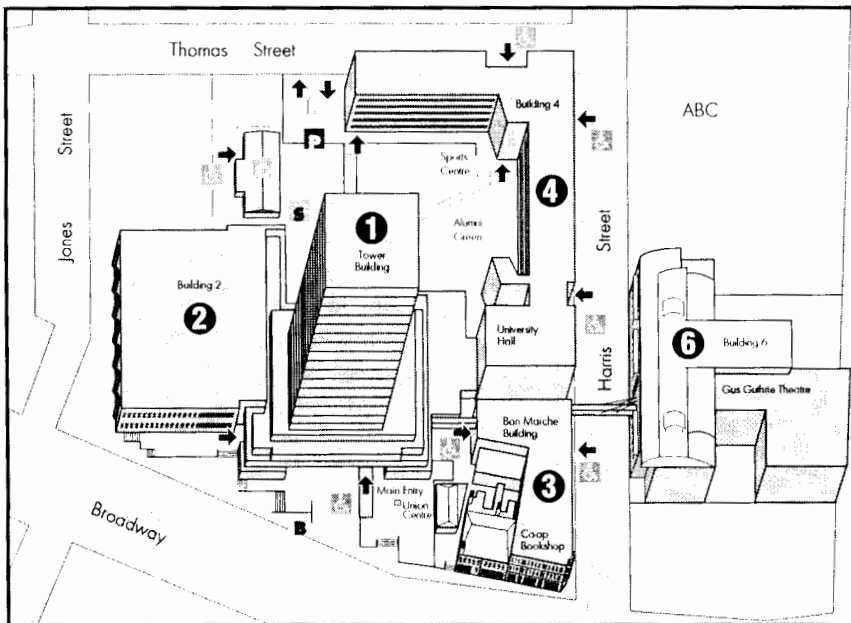 Thomas Street
Jones Street
Building 4
ABC
P
Sports
Centre
4
S
1
Tower
Building
Alumni
Green
Harris Street
Building 2
2
University
Hall
6
Building 6
Gus Guthrie Theatre
Bon Marche
Building
3
Main Entry
Union
Centre
B
Co-op
Bookshop
Broadway